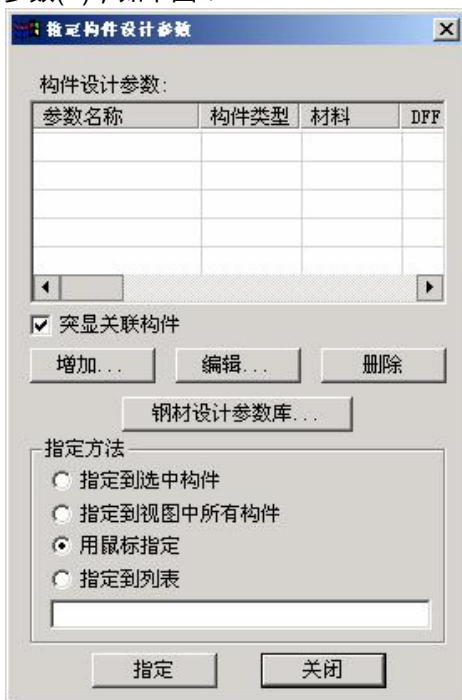 指定构件设计参数
构件设计参数:
参数名称 构件类型 材料 DFF
突显关联构件
增加... 编辑... 删除
钢材设计参数库...
指定方法
指定到选中构件
指定到视图中所有构件
用鼠标指定
指定到列表
指定 关闭